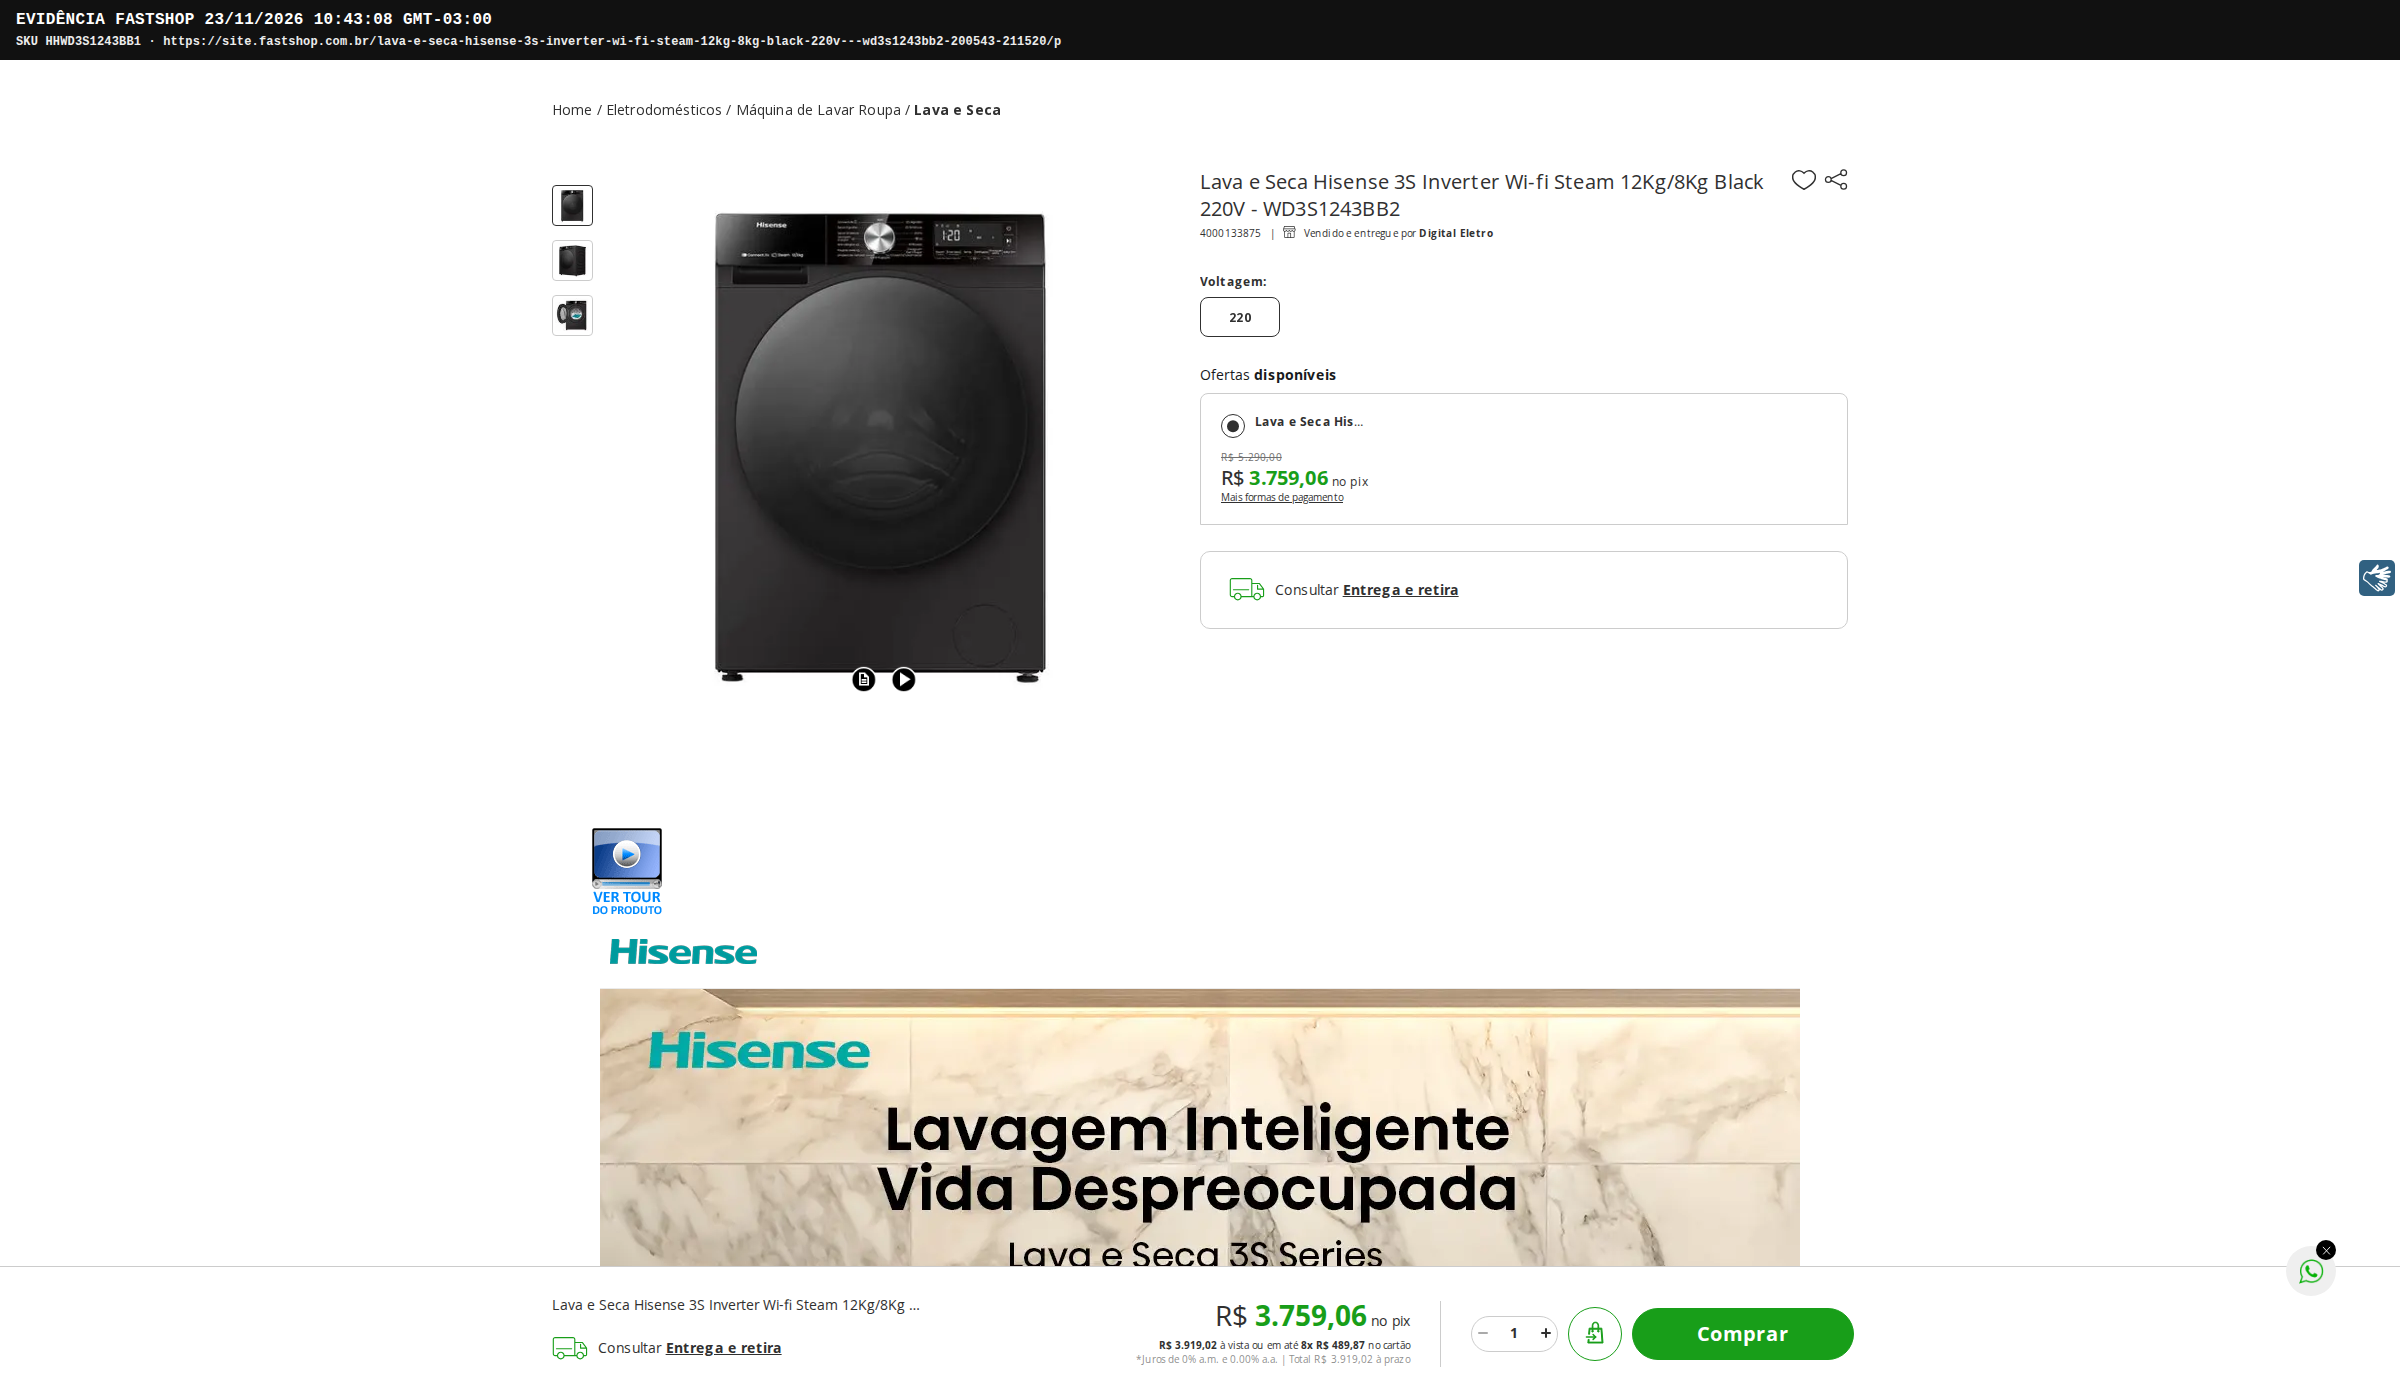 EVIDÊNCIA FASTSHOP 23/11/2026 10:43:08 GMT-03:00
SKU HHWD3S1243BB1 · https://site.fastshop.com.br/lava-e-seca-hisense-3s-inverter-wi-fi-steam-12kg-8kg-black-220v---wd3s1243bb2-200543-211520/p
Home / Eletrodomésticos / Máquina de Lavar Roupa / Lava e Seca
Lava e Seca Hisense 3S Inverter Wi-fi Steam 12Kg/8Kg Black
220V - WD3S1243BB2
4000133875 | Vendido e entregue por Digital Eletro
Hisense
1:20
Voltagem:
220
Ofertas disponíveis
Lava e Seca His...
R$ 5.290,00
R$ 3.759,06 no pix
Mais formas de pagamento
Consultar Entrega e retira
VER TOUR
DO PRODUTO
Hisense
Hisense
Lavagem Inteligente
Vida Despreocupada
Lava e Seca 3S Series
Lava e Seca Hisense 3S Inverter Wi-fi Steam 12Kg/8Kg ...
Consultar Entrega e retira
R$ 3.759,06 no pix
R$ 3.919,02 à vista ou em até 8x R$ 489,87 no cartão
*Juros de 0% a.m. e 0.00% a.a. | Total R$ 3.919,02 à prazo
1
Comprar